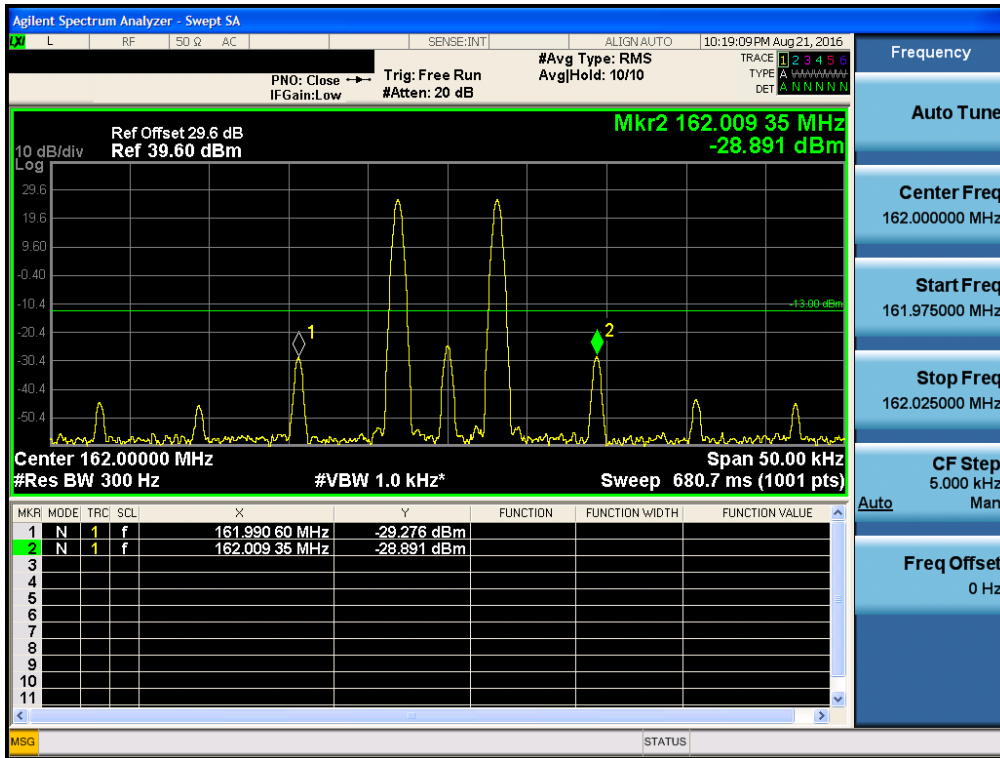 Agilent Spectrum Analyzer - Swept SA
LXI L RF 50 Ω AC SENSE:INT ALIGN AUTO 10:19:09 PM Aug 21, 2016
PNO: Close Trig: Free Run #Avg Type: RMS TRACE 1 2 3 4 5 6
IFGain:Low #Atten: 20 dB Avg|Hold: 10/10 TYPE A
DET A N N N N N
Mkr2 162.009 35 MHz
-28.891 dBm
Ref Offset 29.6 dB
10 dB/div Ref 39.60 dBm
Log
29.6
19.6
9.60
-0.40
-10.4
-13.00 dBm
-20.4
1
2
-30.4
-40.4
-50.4
Center 162.00000 MHz Span 50.00 kHz
#Res BW 300 Hz #VBW 1.0 kHz* Sweep 680.7 ms (1001 pts)
MKR MODE TRC SCL X Y FUNCTION FUNCTION WIDTH FUNCTION VALUE
1 N 1 f 161.990 60 MHz -29.276 dBm
2 N 1 f 162.009 35 MHz -28.891 dBm
3
4
5
6
7
8
9
10
11
MSG STATUS
Frequency
Auto Tune
Center Freq
162.000000 MHz
Start Freq
161.975000 MHz
Stop Freq
162.025000 MHz
CF Step
5.000 kHz
Auto Man
Freq Offset
0 Hz